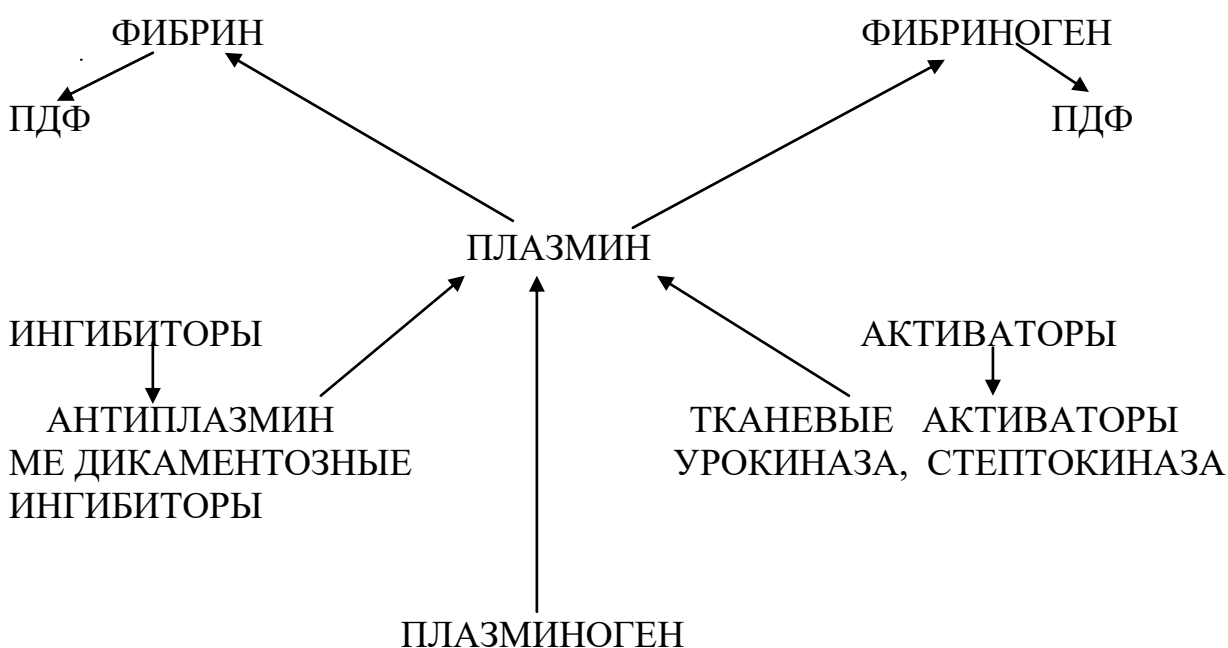 ФИБРИН ФИБРИНОГЕН
ПДФ ПДФ
ПЛАЗМИН
ИНГИБИТОРЫ АКТИВАТОРЫ
АНТИПЛАЗМИН ТКАНЕВЫЕ АКТИВАТОРЫ
МЕ ДИКАМЕНТОЗНЫЕ УРОКИНАЗА, СТЕПТОКИНАЗА
ИНГИБИТОРЫ
ПЛАЗМИНОГЕН